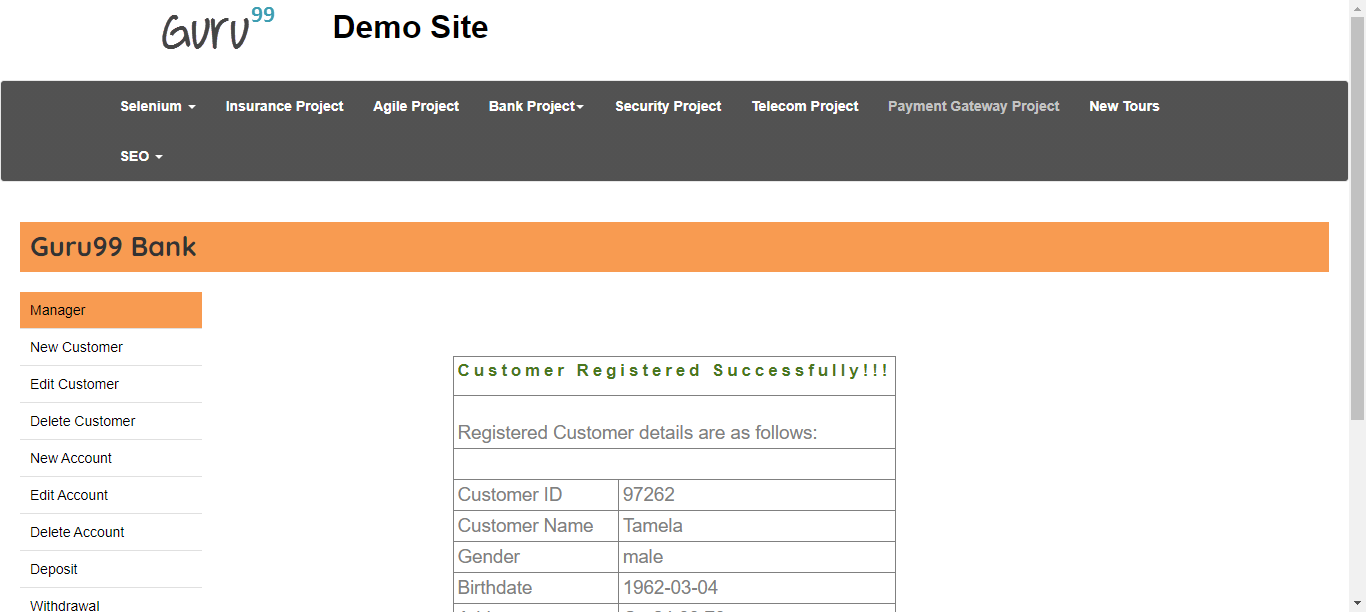 Guru99 Demo Site
Selenium Insurance Project Agile Project Bank Project Security Project Telecom Project Payment Gateway Project New Tours
SEO
Guru99 Bank
Manager
New Customer
Edit Customer
Delete Customer
New Account
Edit Account
Delete Account
Deposit
Withdrawal
Customer Registered Successfully!!!
Registered Customer details are as follows:
Customer ID 97262
Customer Name Tamela
Gender male
Birthdate 1962-03-04